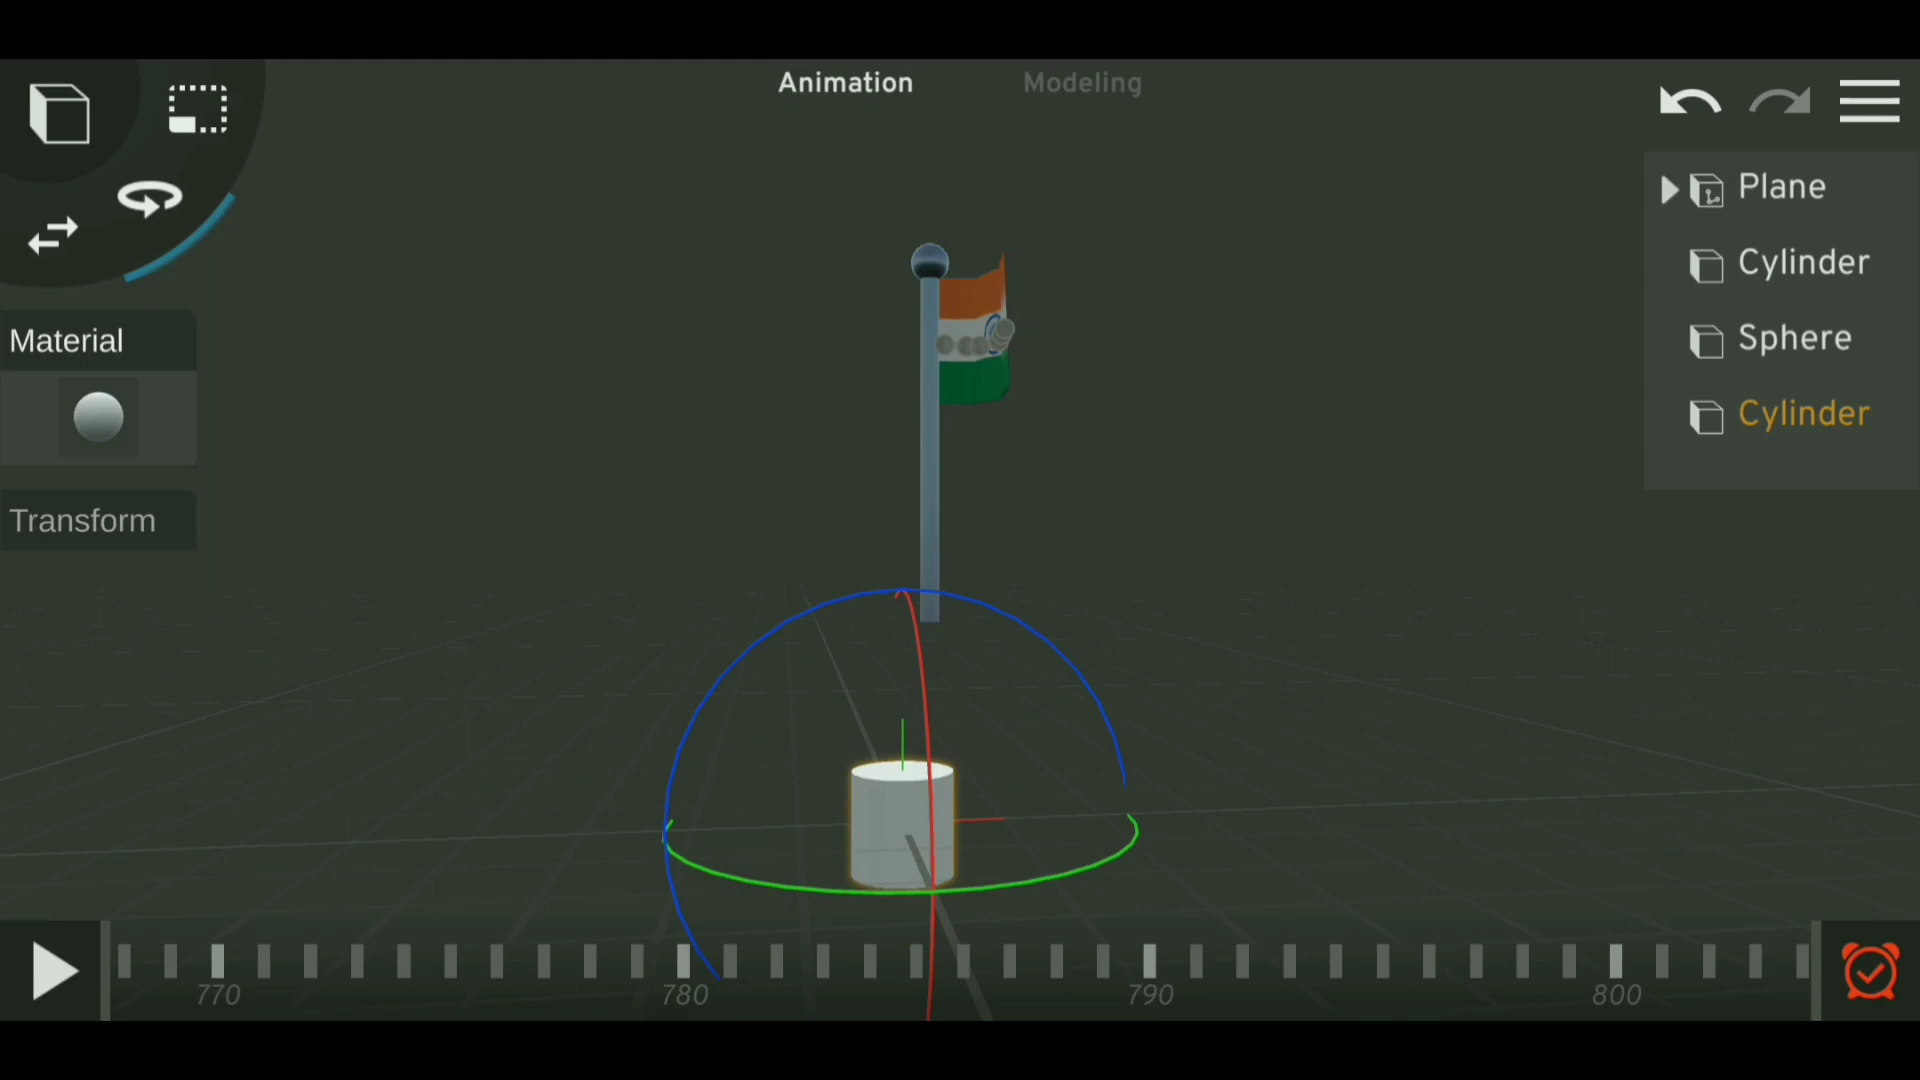 Animation
Modeling
Plane
Cylinder
Sphere
Cylinder
Material
Transform
770
780
790
800